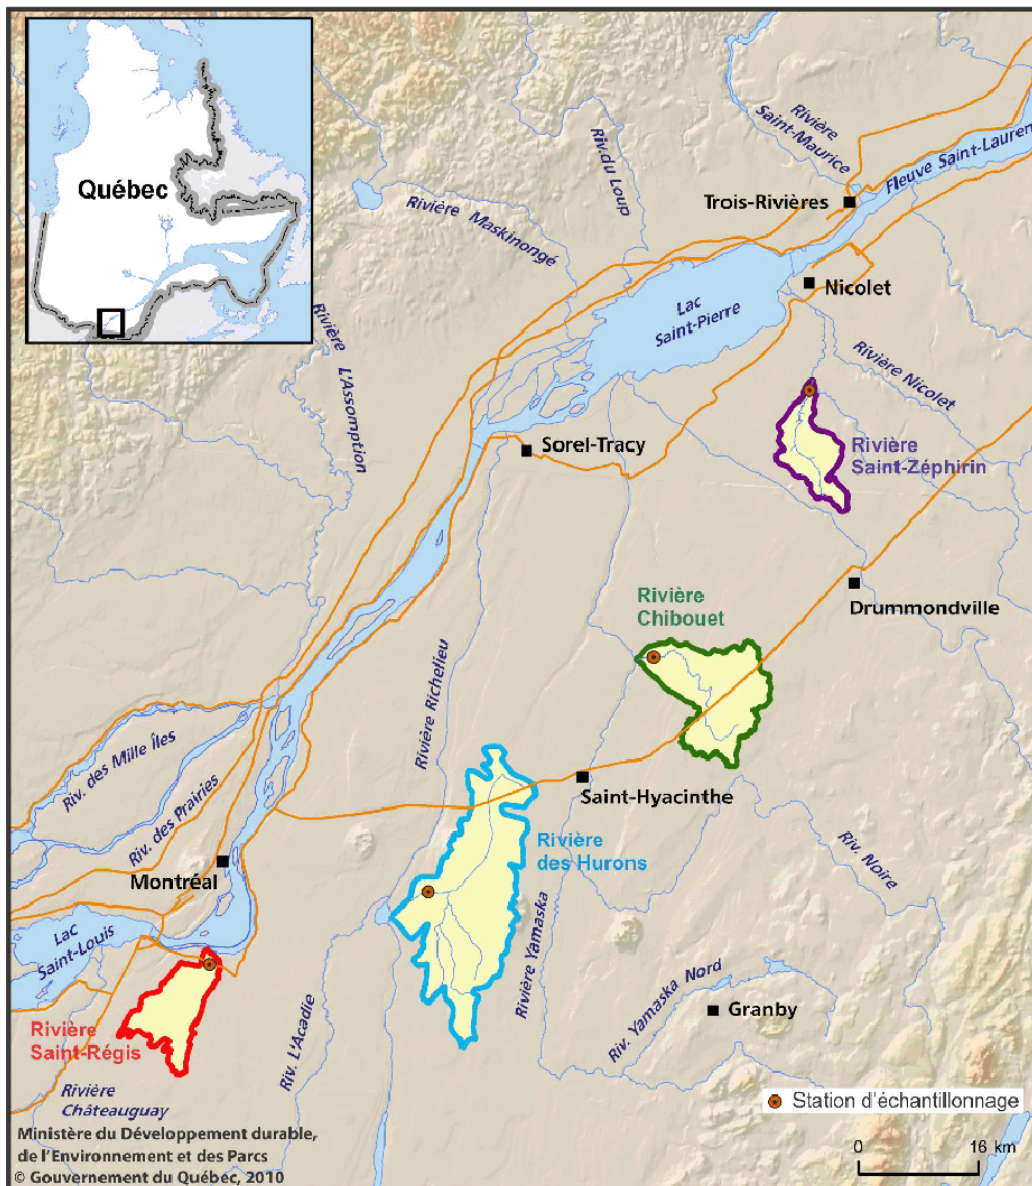 Québec
Rivière
Saint-Maurice
Fleuve Saint-Lauren
Riv.du Loup
Trois-Rivières
Rivière Maskinongé
Nicolet
Lac
Saint-Pierre
Rivière
L'Assomption
Rivière Nicolet
Sorel-Tracy
Rivière
Saint-Zéphirin
Rivière
Chibouet
Drummondville
Rivière Richelieu
Riv. des Mille Îles
Riv. des Prairies
Saint-Hyacinthe
Rivière
des Hurons
Riv. Noire
Montréal
Lac
Saint-Louis
Rivière Yamaska
Riv. Yamaska Nord
Granby
Rivière
Saint-Régis
Riv. L'Acadie
Rivière
Châteauguay
Station d'échantillonnage
Ministère du Développement durable,
de l'Environnement et des Parcs
© Gouvernement du Québec, 2010
0 16 km